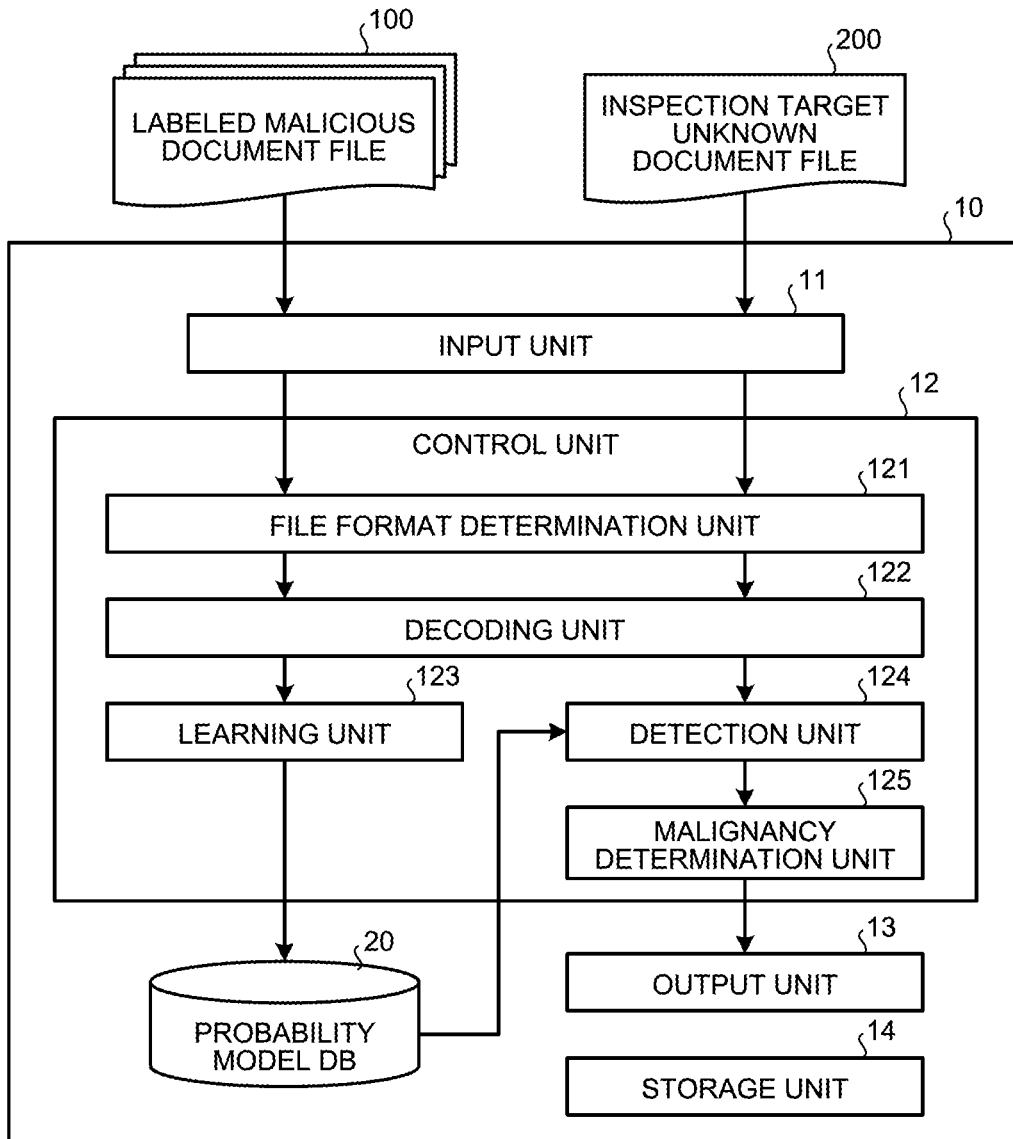 100
LABELED MALICIOUS
DOCUMENT FILE
200
INSPECTION TARGET
UNKNOWN
DOCUMENT FILE
10
11
INPUT UNIT
12
CONTROL UNIT
121
FILE FORMAT DETERMINATION UNIT
122
DECODING UNIT
123
LEARNING UNIT
124
DETECTION UNIT
125
MALIGNANCY
DETERMINATION UNIT
20
PROBABILITY
MODEL DB
13
OUTPUT UNIT
14
STORAGE UNIT